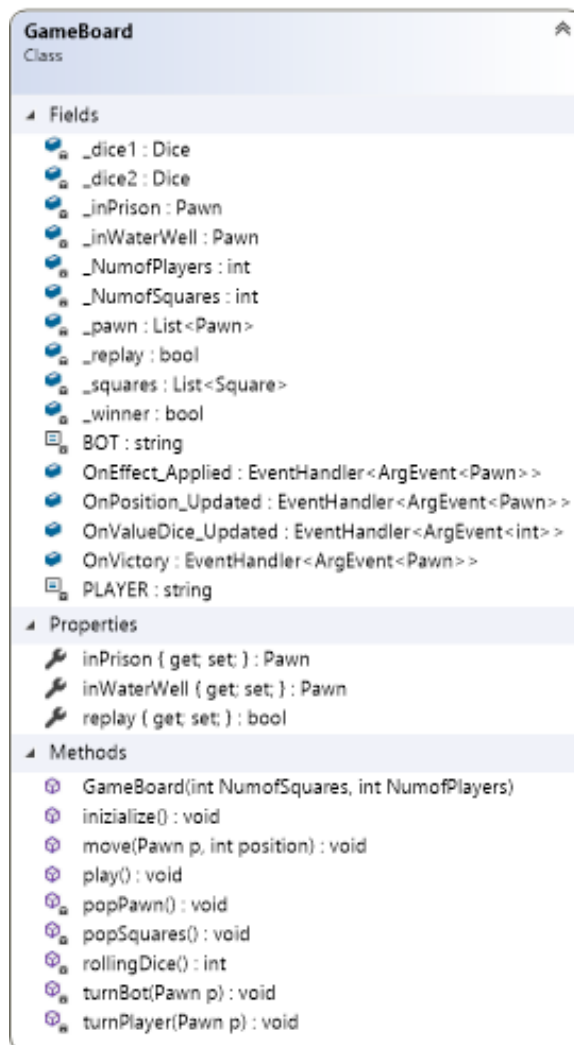 GameBoard
Class
Fields
_dice1 : Dice
_dice2 : Dice
_inPrison : Pawn
_inWaterWell : Pawn
_NumofPlayers : int
_NumofSquares : int
_pawn : List<Pawn>
_replay : bool
_squares : List<Square>
_winner : bool
BOT : string
OnEffect_Applied : EventHandler<ArgEvent<Pawn>>
OnPosition_Updated : EventHandler<ArgEvent<Pawn>>
OnValueDice_Updated : EventHandler<ArgEvent<int>>
OnVictory : EventHandler<ArgEvent<Pawn>>
PLAYER : string
Properties
inPrison { get; set; } : Pawn
inWaterWell { get; set; } : Pawn
replay { get; set; } : bool
Methods
GameBoard(int NumofSquares, int NumofPlayers)
inizialize() : void
move(Pawn p, int position) : void
play() : void
popPawn() : void
popSquares() : void
rollingDice() : int
turnBot(Pawn p) : void
turnPlayer(Pawn p) : void